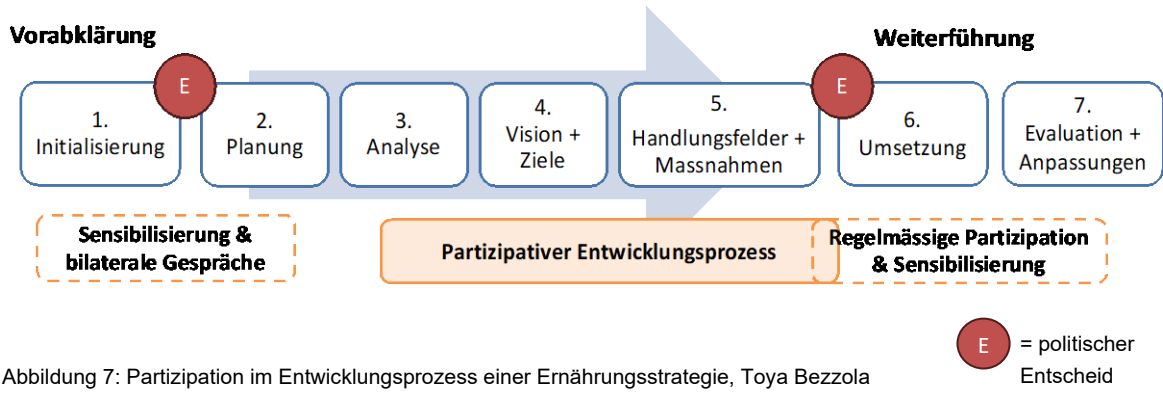 Vorabklärung
Weiterführung
E
E
1.
Initialisierung
2.
Planung
3.
Analyse
4.
Vision +
Ziele
5.
Handlungsfelder +
Massnahmen
6.
Umsetzung
7.
Evaluation +
Anpassungen
Sensibilisierung &
bilaterale Gespräche
Partizipativer Entwicklungsprozess
Regelmässige Partizipation
& Sensibilisierung
E
= politischer
Entscheid
Abbildung 7: Partizipation im Entwicklungsprozess einer Ernährungsstrategie, Toya Bezzola